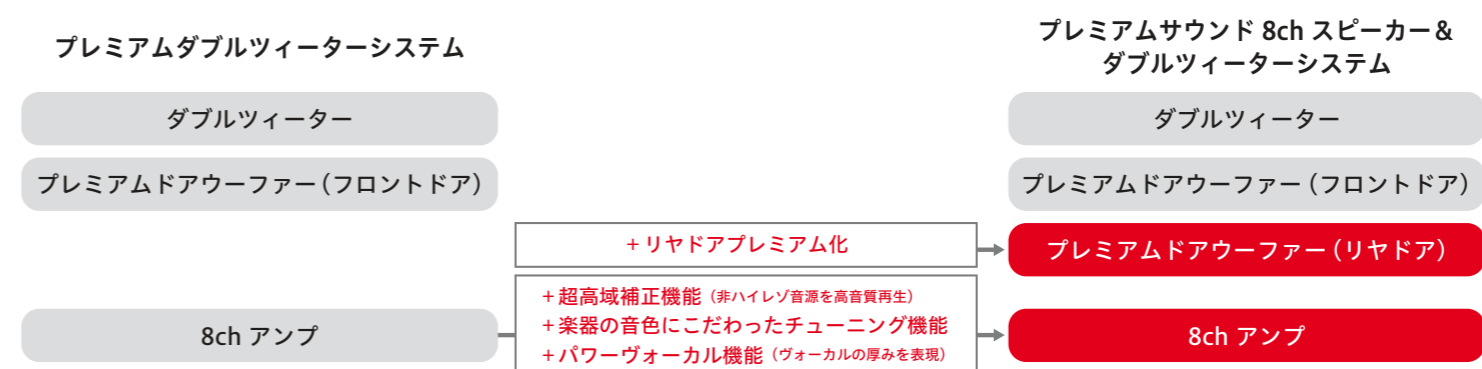 プレミアムダブルツィーターシステム
ダブルツィーター
プレミアムドアウーファー（フロントドア）
8ch アンプ
＋リヤドアプレミアム化
＋超高域補正機能（非ハイレゾ音源を高音質再生）
＋楽器の音色にこだわったチューニング機能
＋パワーヴォーカル機能（ヴォーカルの厚みを表現）
プレミアムサウンド 8ch スピーカー＆
ダブルツィーターシステム
ダブルツィーター
プレミアムドアウーファー（フロントドア）
プレミアムドアウーファー（リヤドア）
8ch アンプ